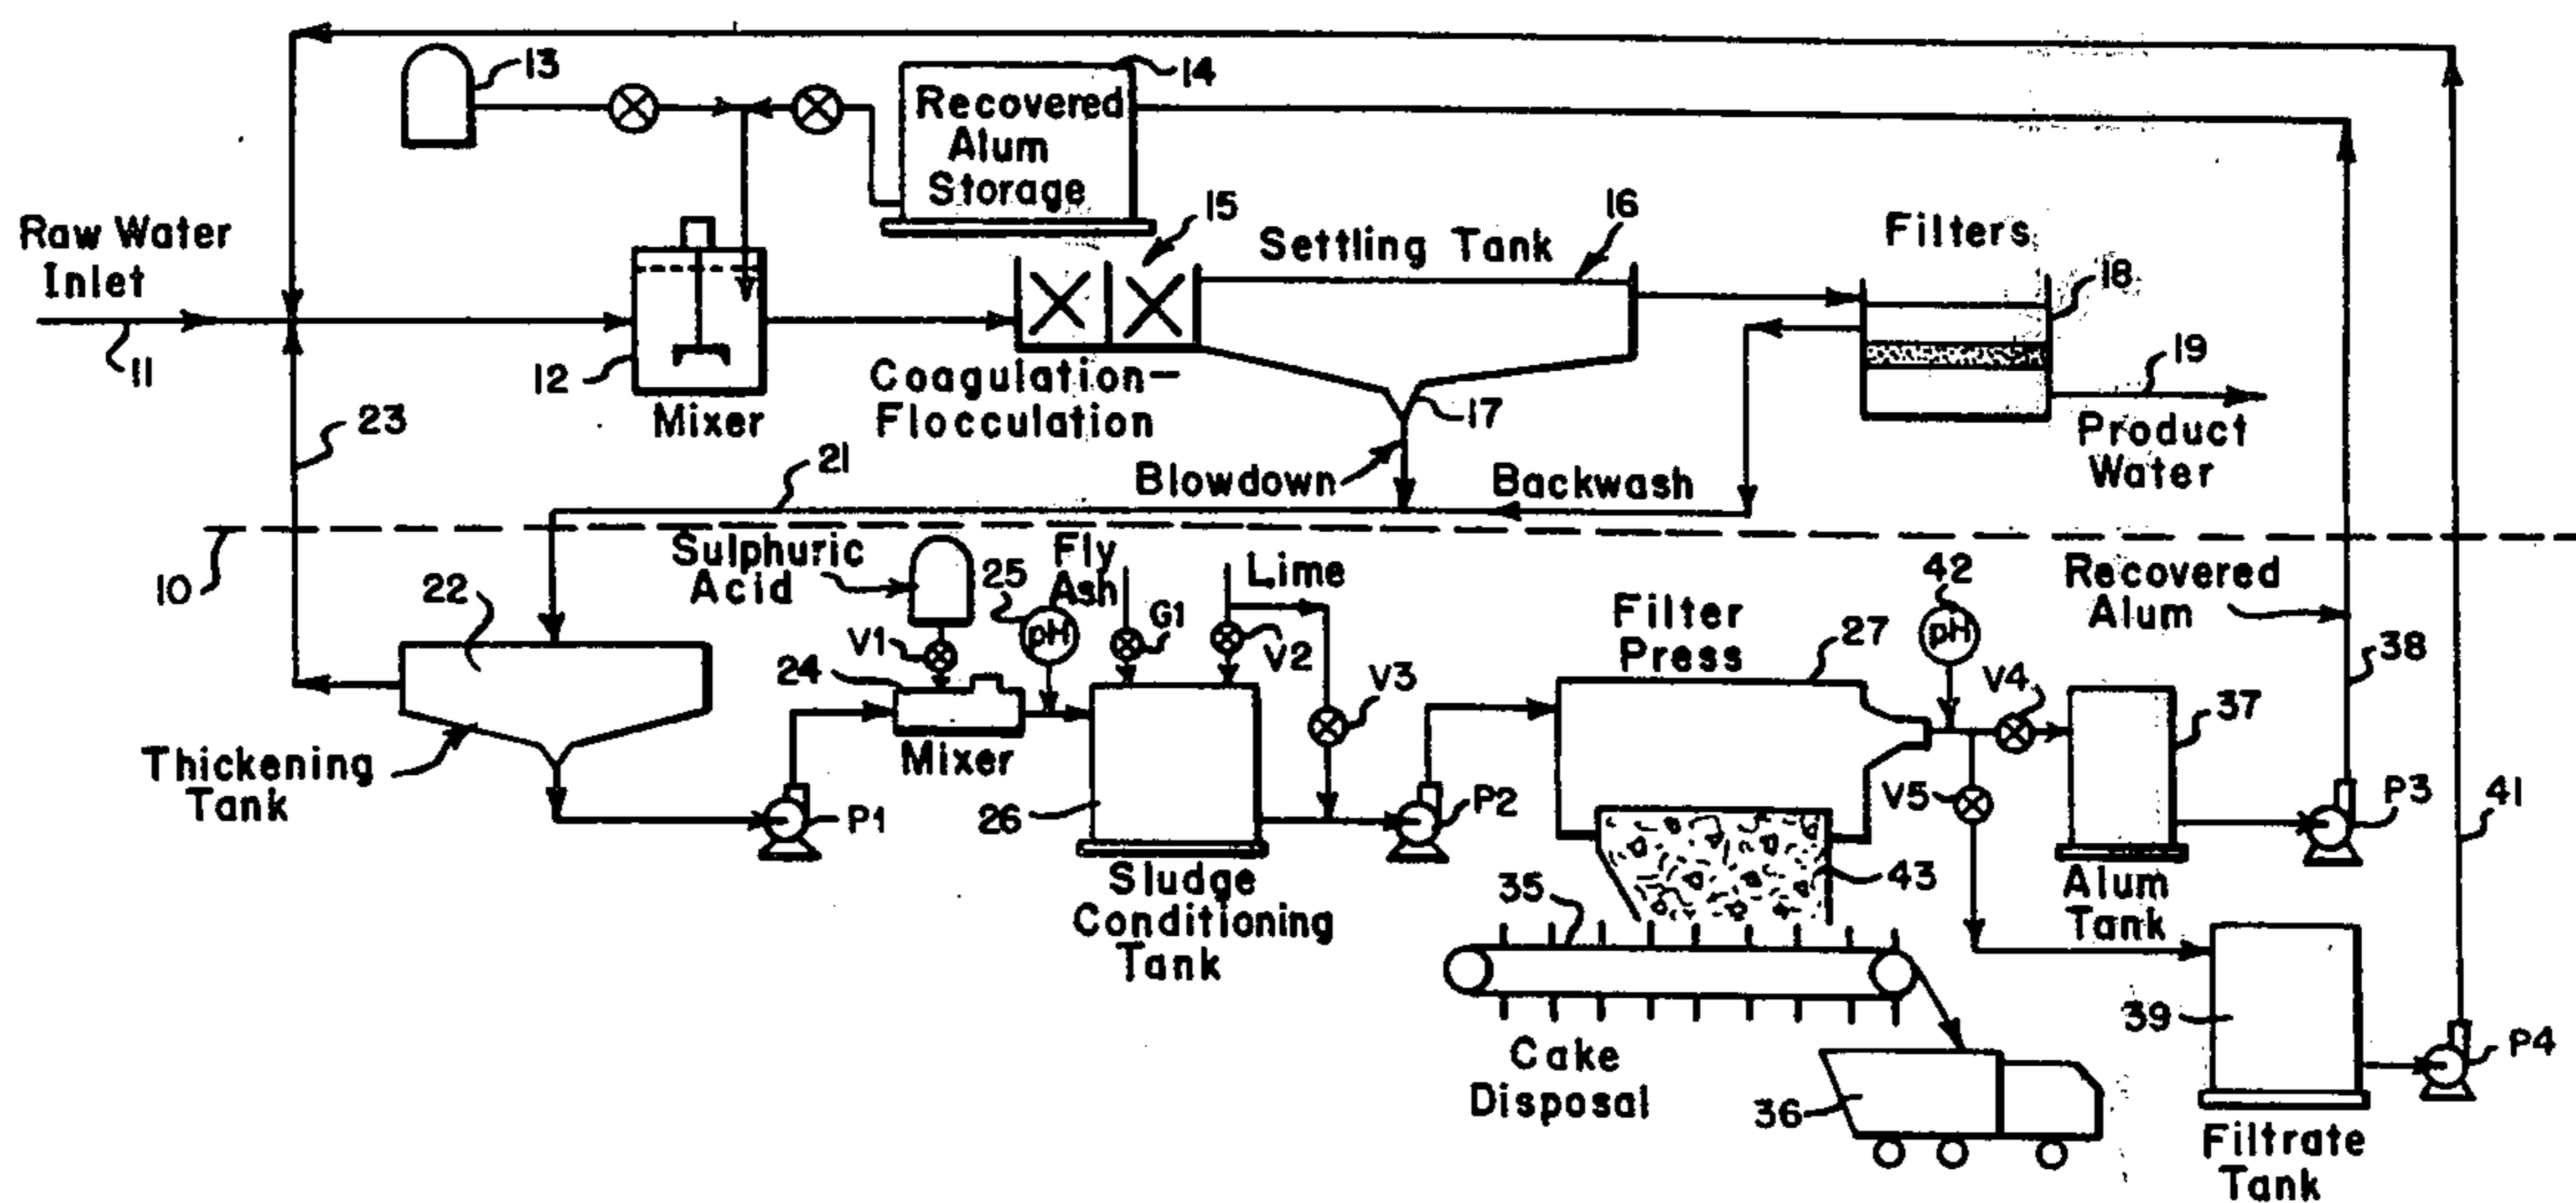 13
14
Recovered
Alum
Storage
15
16
Raw Water
Inlet
Settling Tank
Filters
18
11
12
Mixer
Coagulation—
Flocculation
17
19
Product
Water
23
21
Blowdown
Backwash
10
Sulphuric
Acid
25
Fly
Ash
Lime
42
Recovered
Alum
22
pH
G1
Filter
Press
pH
27
V1
V2
V4
38
24
V3
37
Thickening
Tank
Mixer
V5
P1
26
P2
P3
41
Sludge
Conditioning
Tank
35
43
Alum
Tank
39
Cake
Disposal
36
P4
Filtrate
Tank